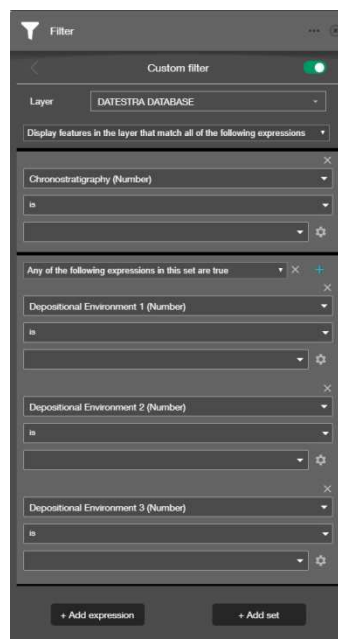 Filter
Custom filter
Layer DATESTRA DATABASE
Display features in the layer that match all of the following expressions
Chronostratigraphy (Number)
is
Any of the following expressions in this set are true
Depositional Environment 1 (Number)
is
Depositional Environment 2 (Number)
is
Depositional Environment 3 (Number)
is
+ Add expression + Add set